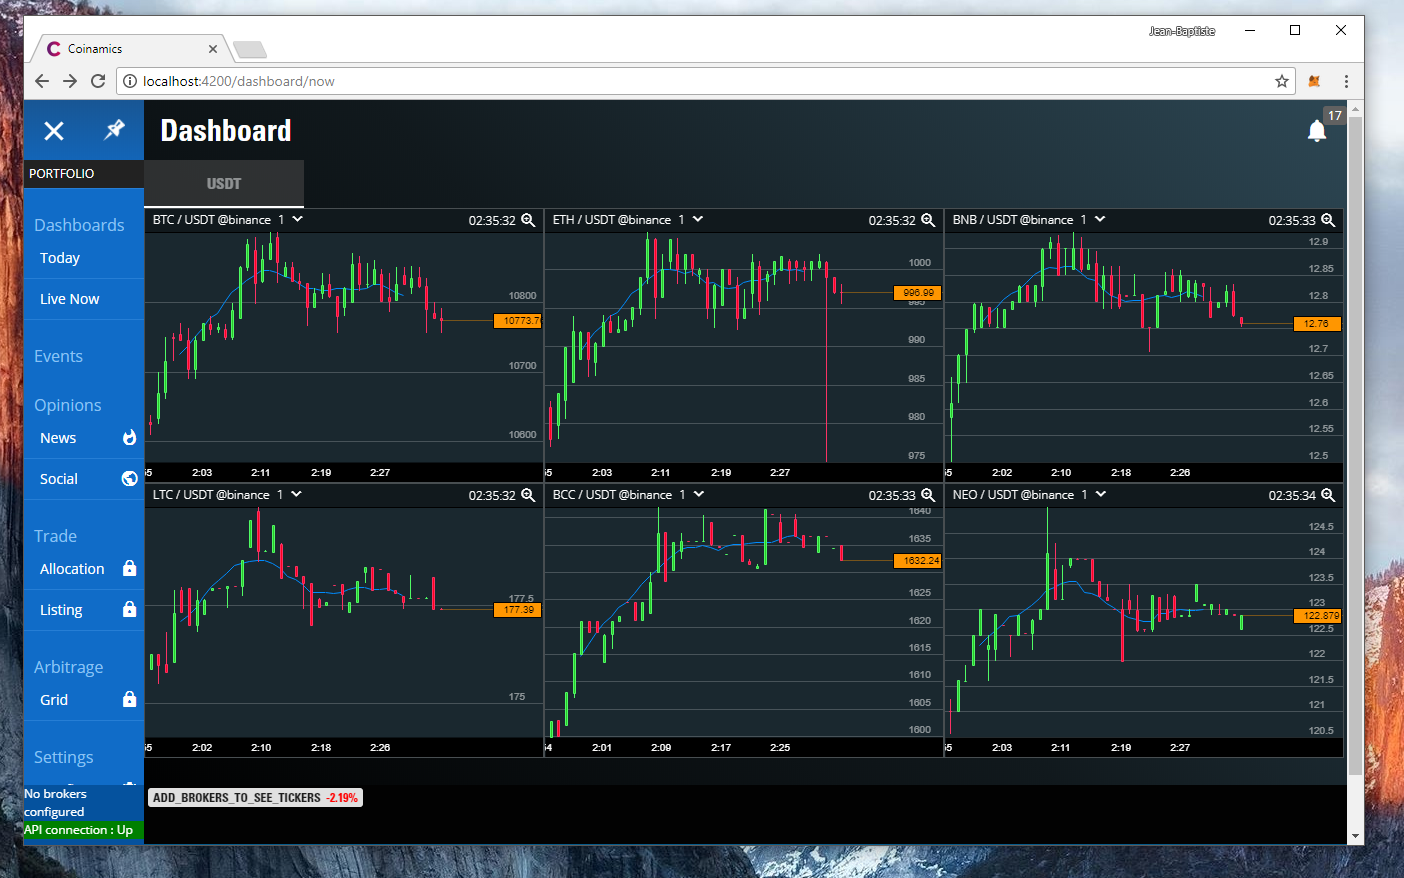 Jean-Baptiste
Coinamics
localhost:4200/dashboard/now
Dashboard
17
PORTFOLIO
USDT
Dashboards
Today
Live Now
Events
Opinions
News
Social
Trade
Allocation
Listing
Arbitrage
Grid
Settings
No brokers
configured
API connection : Up
BTC / USDT @binance 1 02:35:32
10800
10773.7
10700
10600
55 2:03 2:11 2:19 2:27
ETH / USDT @binance 1 02:35:32
1000
996.99
985
990
985
980
975
55 2:03 2:11 2:19 2:27
BNB / USDT @binance 1 02:35:33
12.9
12.85
12.8
12.76
12.7
12.65
12.6
12.55
12.5
55 2:02 2:10 2:18 2:26
LTC / USDT @binance 1 02:35:32
177.5
177.39
175
55 2:02 2:10 2:18 2:26
BCC / USDT @binance 1 02:35:33
1640
1635
1632.24
1625
1620
1615
1610
1605
1600
54 2:01 2:09 2:17 2:25
NEO / USDT @binance 1 02:35:34
124.5
124
123.5
123
122.879
122.5
122
121.5
121
120.5
55 2:03 2:11 2:19 2:27
ADD_BROKERS_TO_SEE_TICKERS -2.19%